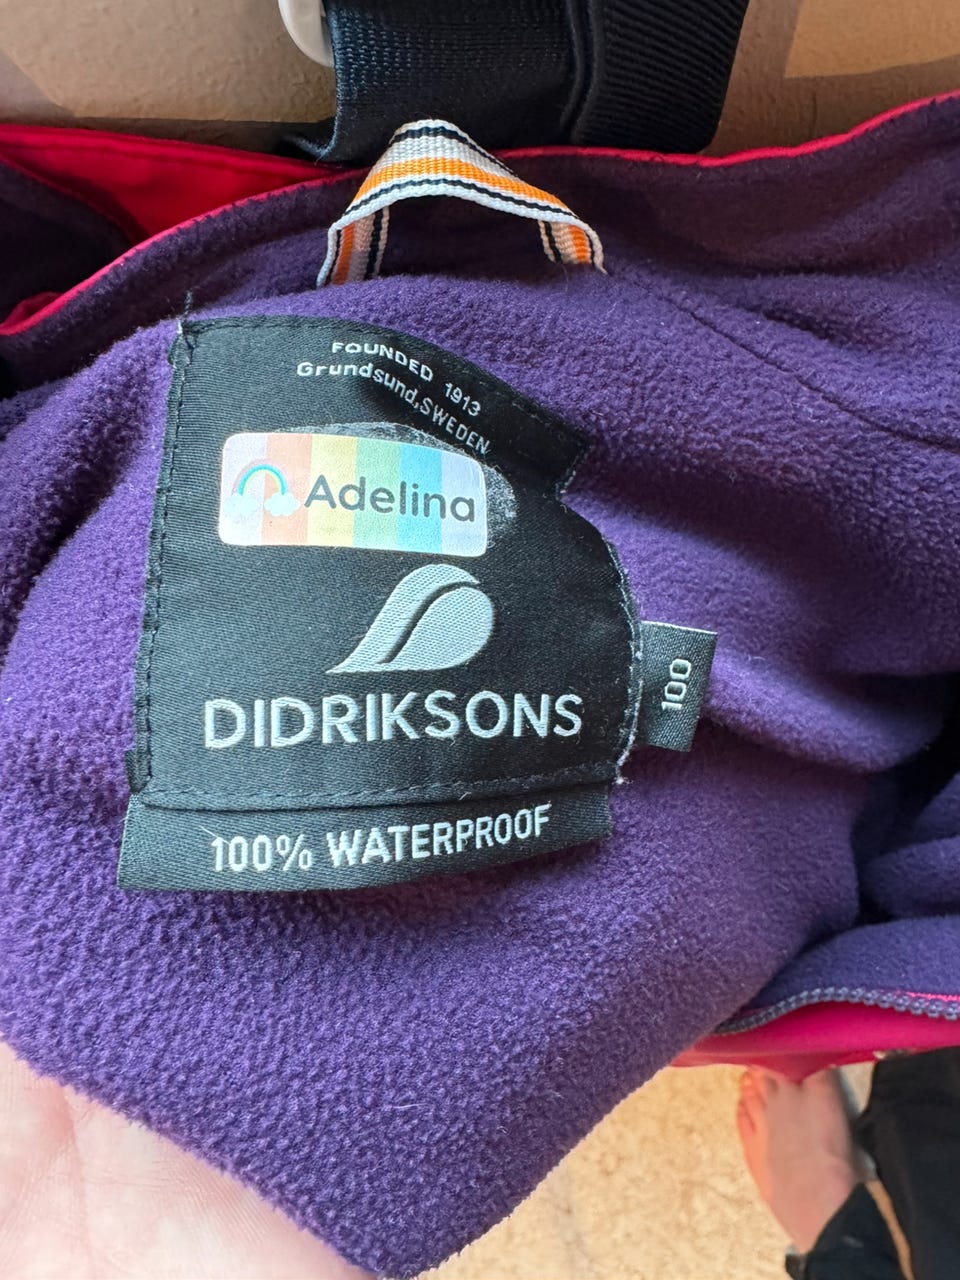 FOUNDED 1913
Grundsund, SWEDEN
Adelina
DIDRIKSONS
100
100% WATERPROOF